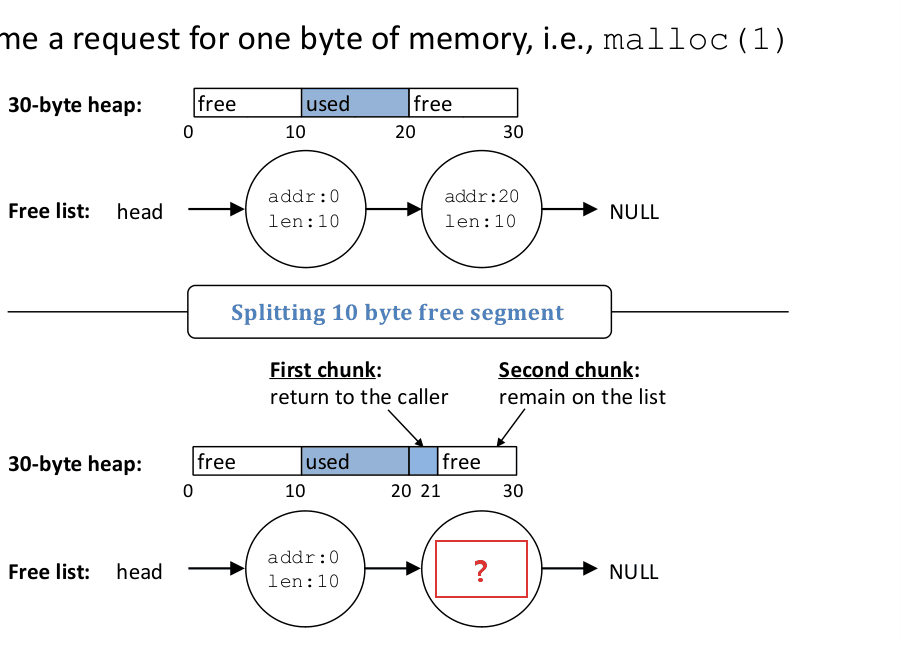 me a request for one byte of memory, i.e., malloc(1)
30-byte heap: free used free
0 10 20 30
Free list: head addr:0 len:10 addr:20 len:10 NULL
Splitting 10 byte free segment
First chunk: Second chunk:
return to the caller remain on the list
30-byte heap: free used free
0 10 20 21 30
Free list: head addr:0 len:10 ? NULL